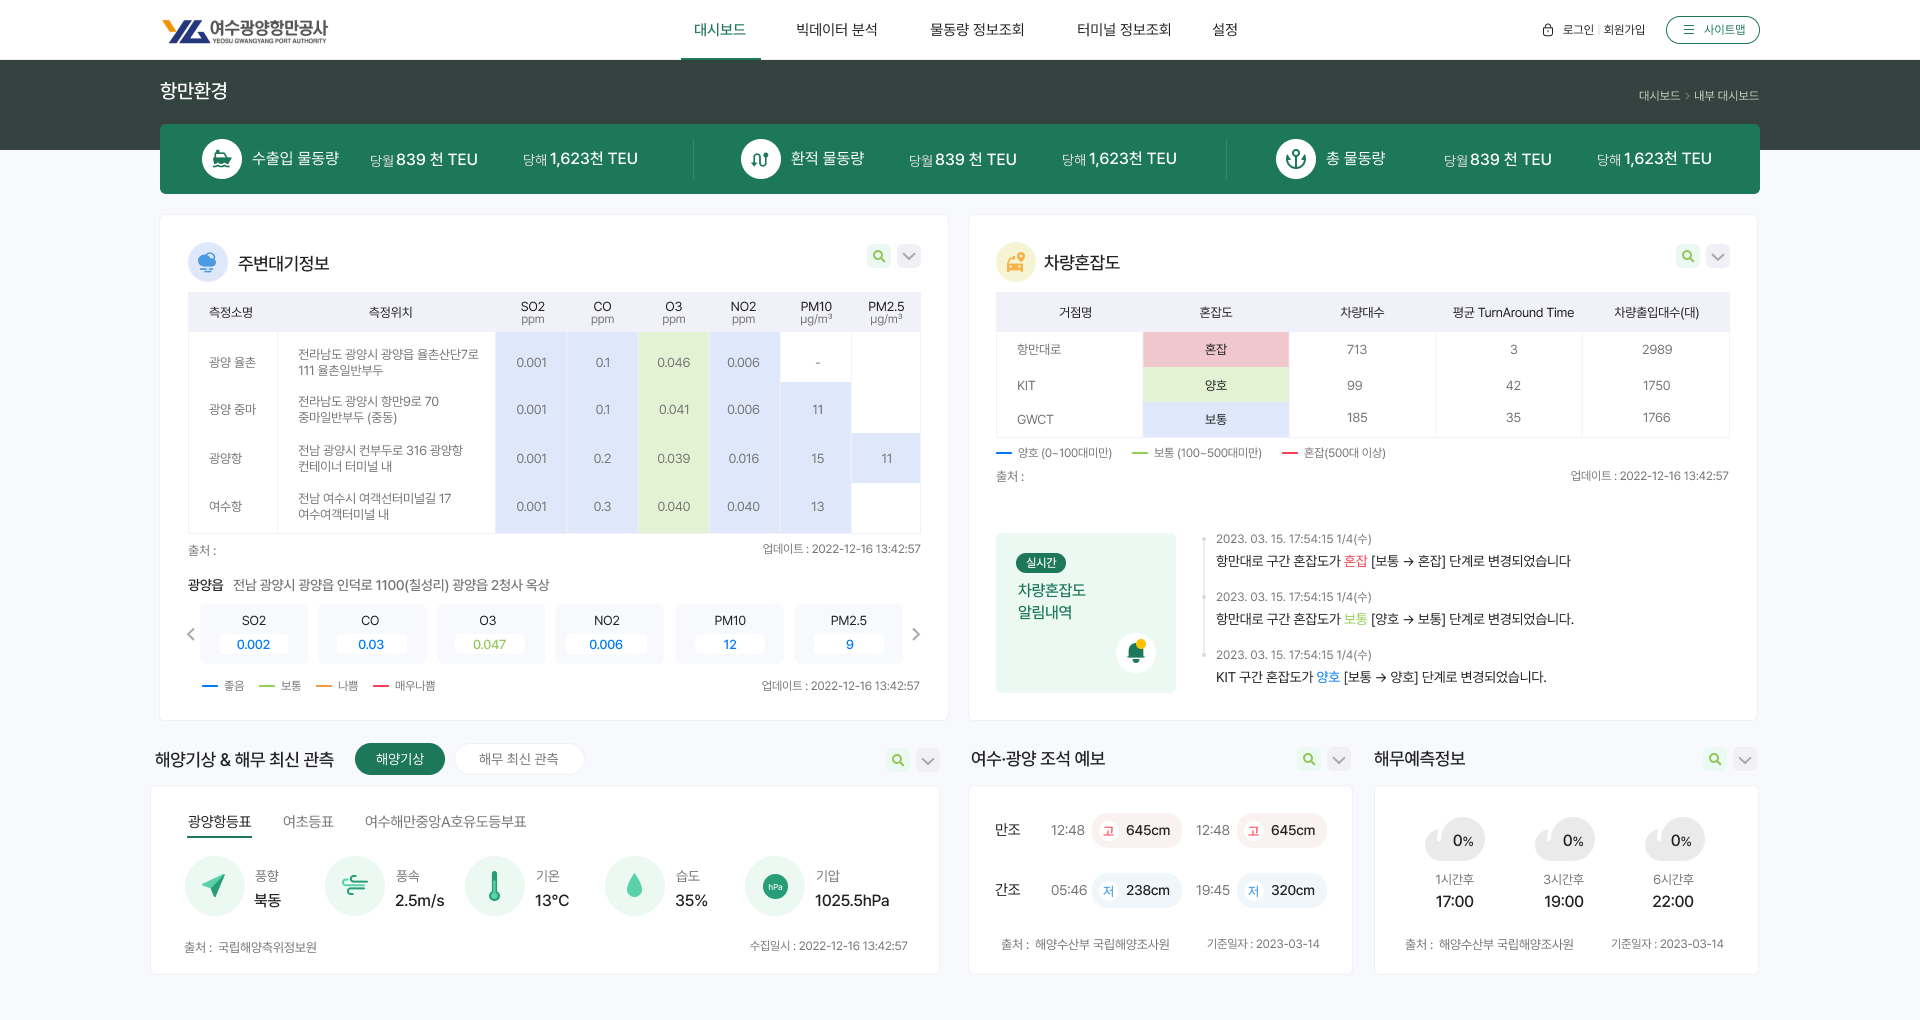 여수광양항만공사
YEOSU GWANGYANG PORT AUTHORITY
대시보드 빅데이터 분석 물동량 정보조회 터미널 정보조회 설정
로그인 회원가입 사이트맵
항만환경
대시보드 > 내부 대시보드
수출입 물동량 당월 839 천 TEU 당해 1,623천 TEU
환적 물동량 당월 839 천 TEU 당해 1,623천 TEU
총 물동량 당월 839 천 TEU 당해 1,623천 TEU
주변대기정보
측정소명 측정위치 SO2 ppm CO ppm O3 ppm NO2 ppm PM10 µg/m³ PM2.5 µg/m³
광양 율촌 전라남도 광양시 광양읍 율촌산단7로 111 율촌일반부두 0.001 0.1 0.046 0.006 -
광양 중마 전라남도 광양시 항만9로 70 중마일반부두 (중동) 0.001 0.1 0.041 0.006 11
광양항 전남 광양시 컨부두로 316 광양항 컨테이너 터미널 내 0.001 0.2 0.039 0.016 15 11
여수항 전남 여수시 여객선터미널길 17 여수여객터미널 내 0.001 0.3 0.040 0.040 13
출처 : 업데이트 : 2022-12-16 13:42:57
광양읍 전남 광양시 광양읍 인덕로 1100(칠성리) 광양읍 2청사 옥상
SO2 CO O3 NO2 PM10 PM2.5
0.002 0.03 0.047 0.006 12 9
좋음 보통 나쁨 매우나쁨 업데이트 : 2022-12-16 13:42:57
차량혼잡도
거점명 혼잡도 차량대수 평균 TurnAround Time 차량출입대수(대)
항만대로 혼잡 713 3 2989
KIT 양호 99 42 1750
GWCT 보통 185 35 1766
양호 (0~100대미만) 보통 (100~500대미만) 혼잡(500대 이상)
출처 : 업데이트 : 2022-12-16 13:42:57
실시간
차량혼잡도
알림내역
2023. 03. 15. 17:54:15 1/4(수)
항만대로 구간 혼잡도가 혼잡 [보통 → 혼잡] 단계로 변경되었습니다
2023. 03. 15. 17:54:15 1/4(수)
항만대로 구간 혼잡도가 보통 [양호 → 보통] 단계로 변경되었습니다.
2023. 03. 15. 17:54:15 1/4(수)
KIT 구간 혼잡도가 양호 [보통 → 양호] 단계로 변경되었습니다.
해양기상 & 해무 최신 관측 해양기상 해무 최신 관측
광양항등표 여초등표 여수해만중앙A호유도등부표
풍향 풍속 기온 습도 hPa 기압
북동 2.5m/s 13°C 35% 1025.5hPa
출처 : 국립해양측위정보원 수집일시 : 2022-12-16 13:42:57
여수·광양 조석 예보
만조 12:48 고 645cm 12:48 고 645cm
간조 05:46 저 238cm 19:45 저 320cm
출처 : 해양수산부 국립해양조사원 기준일자 : 2023-03-14
해무예측정보
0% 0% 0%
1시간후 3시간후 6시간후
17:00 19:00 22:00
출처 : 해양수산부 국립해양조사원 기준일자 : 2023-03-14